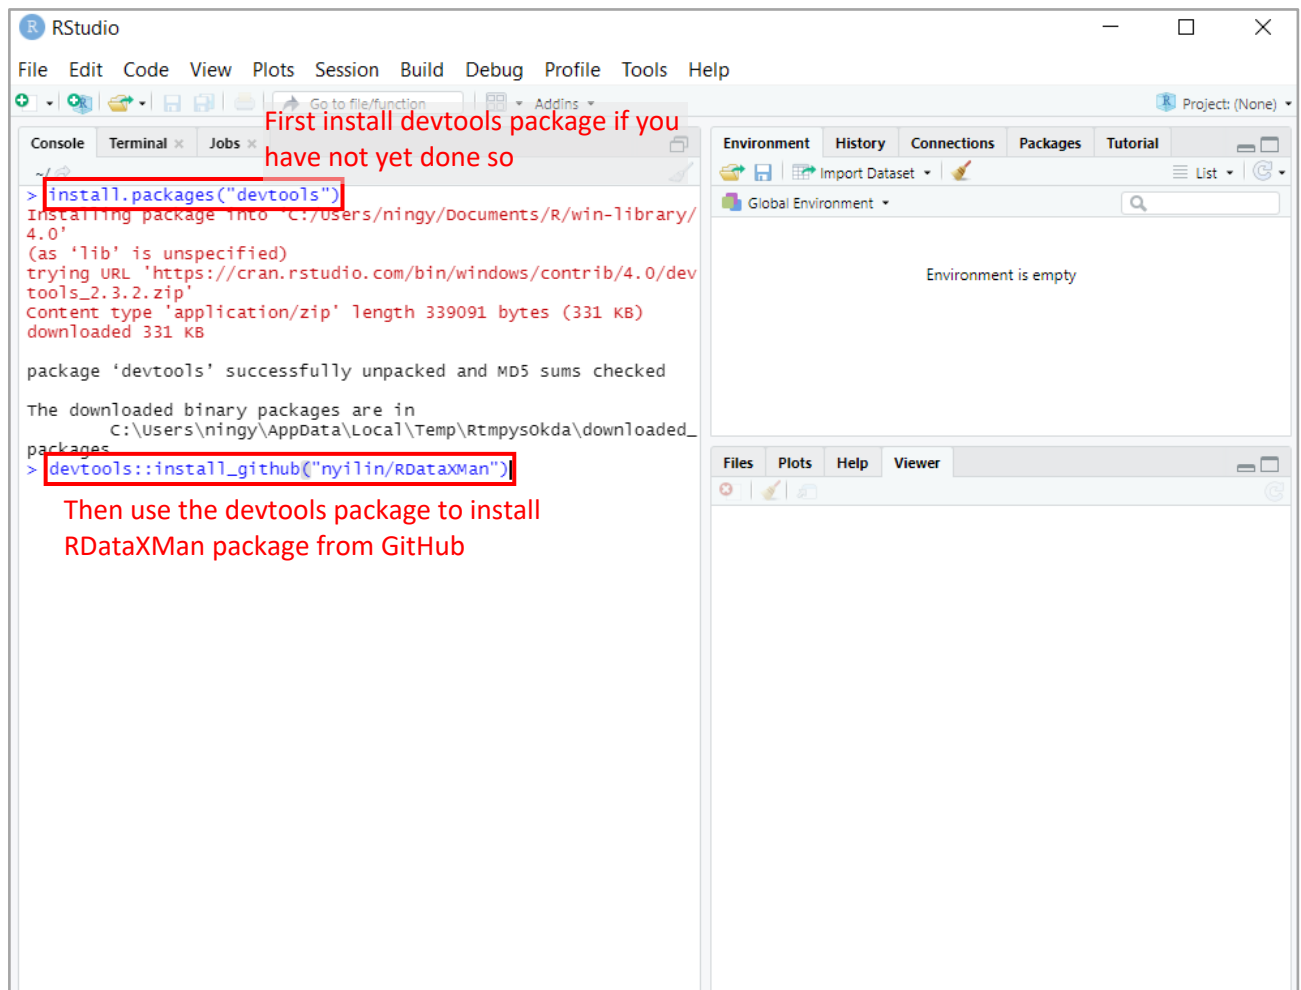 RStudio
File Edit Code View Plots Session Build Debug Profile Tools Help
Go to file/function Addins Project: (None)
First install devtools package if you
have not yet done so
Console Terminal Jobs
~/
> install.packages("devtools")
Installing package into ‘C:/Users/ningy/Documents/R/win-library/
4.0’
(as ‘lib’ is unspecified)
trying URL 'https://cran.rstudio.com/bin/windows/contrib/4.0/dev
tools_2.3.2.zip'
Content type 'application/zip' length 339091 bytes (331 KB)
downloaded 331 KB
package ‘devtools’ successfully unpacked and MD5 sums checked
The downloaded binary packages are in
C:\Users\ningy\AppData\Local\Temp\RtmpysOkda\downloaded_
packages
> devtools::install_github("nyilin/RDataXMan")
Then use the devtools package to install
RDataXMan package from GitHub
Environment History Connections Packages Tutorial
Import Dataset List
Global Environment
Environment is empty
Files Plots Help Viewer